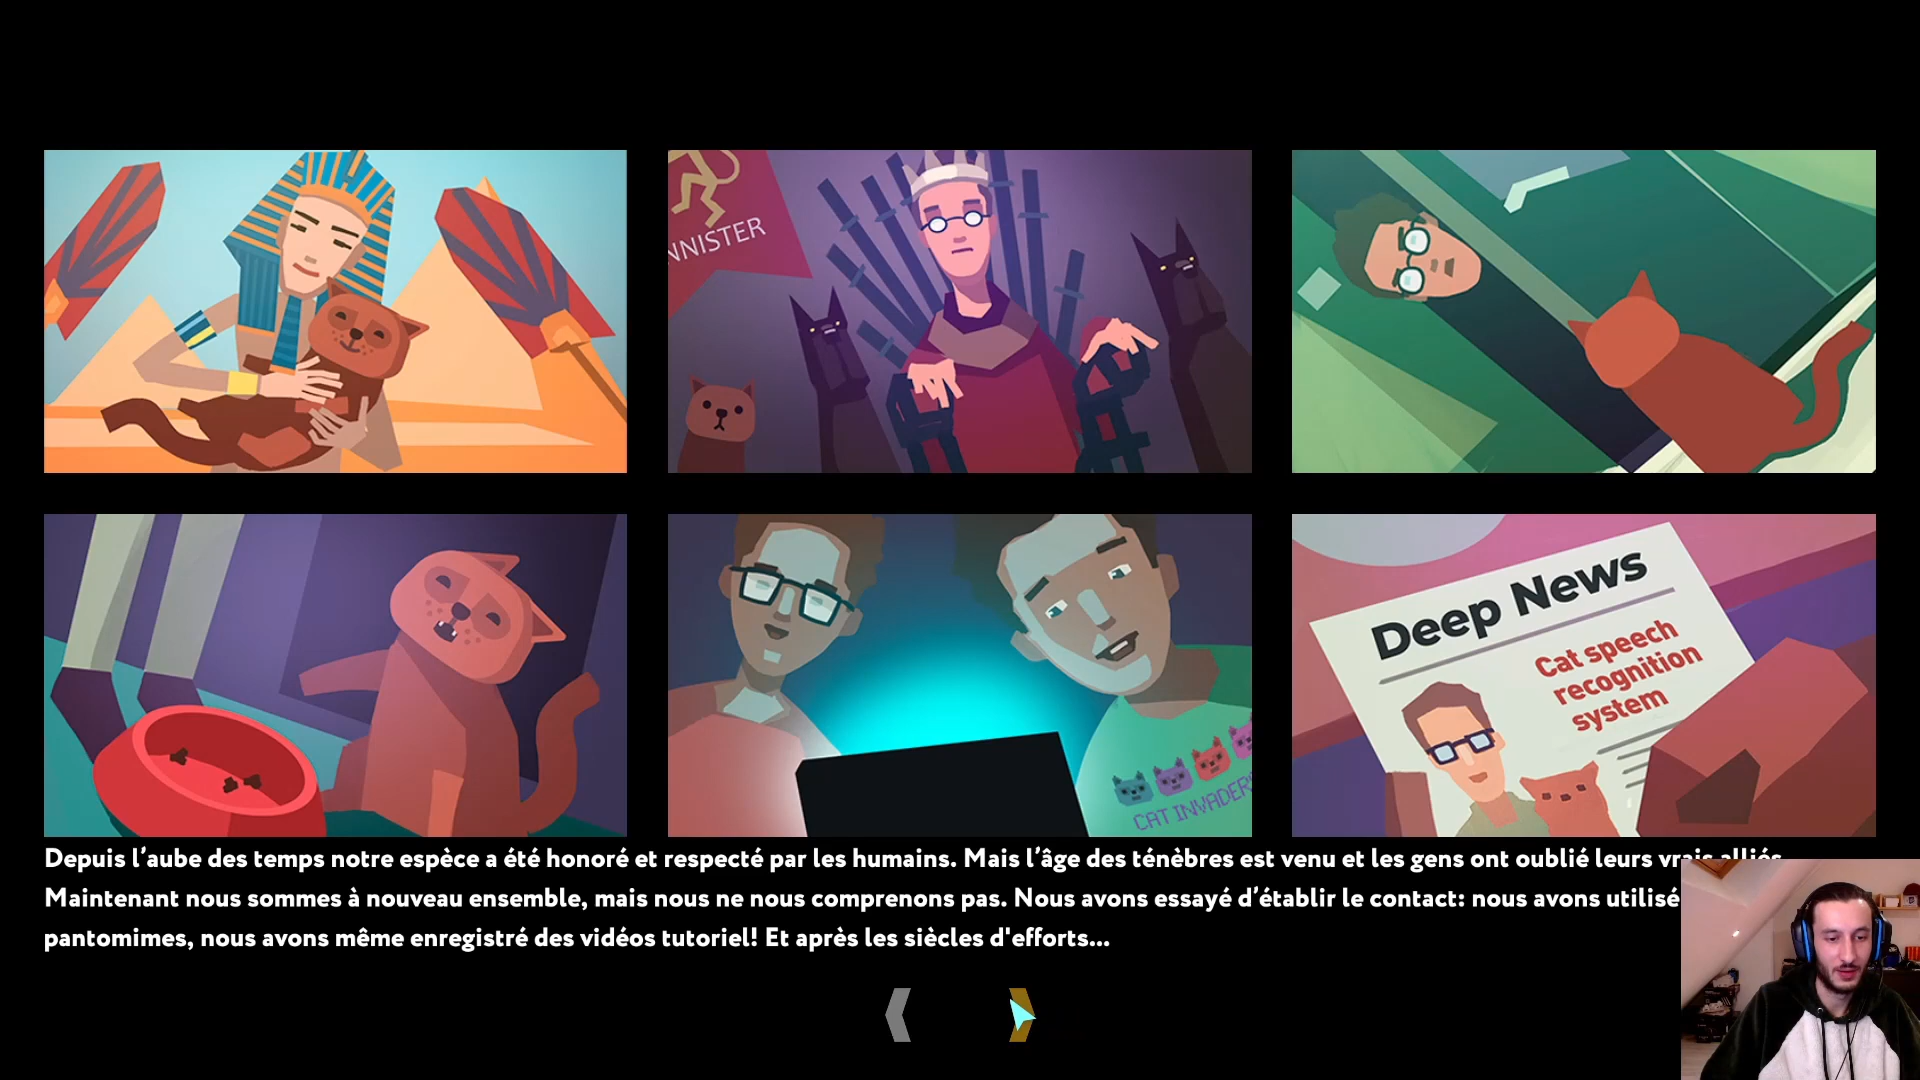 NNISTER
Deep News
Cat speech
recognition
system
CAT INVADER
Depuis l'aube des temps notre espèce a été honoré et respecté par les humains. Mais l'âge des ténèbres est venu et les gens ont oublié leurs vrais alliés.
Maintenant nous sommes à nouveau ensemble, mais nous ne nous comprenons pas. Nous avons essayé d'établir le contact: nous avons utilisé
pantomimes, nous avons même enregistré des vidéos tutoriel! Et après les siècles d'efforts...